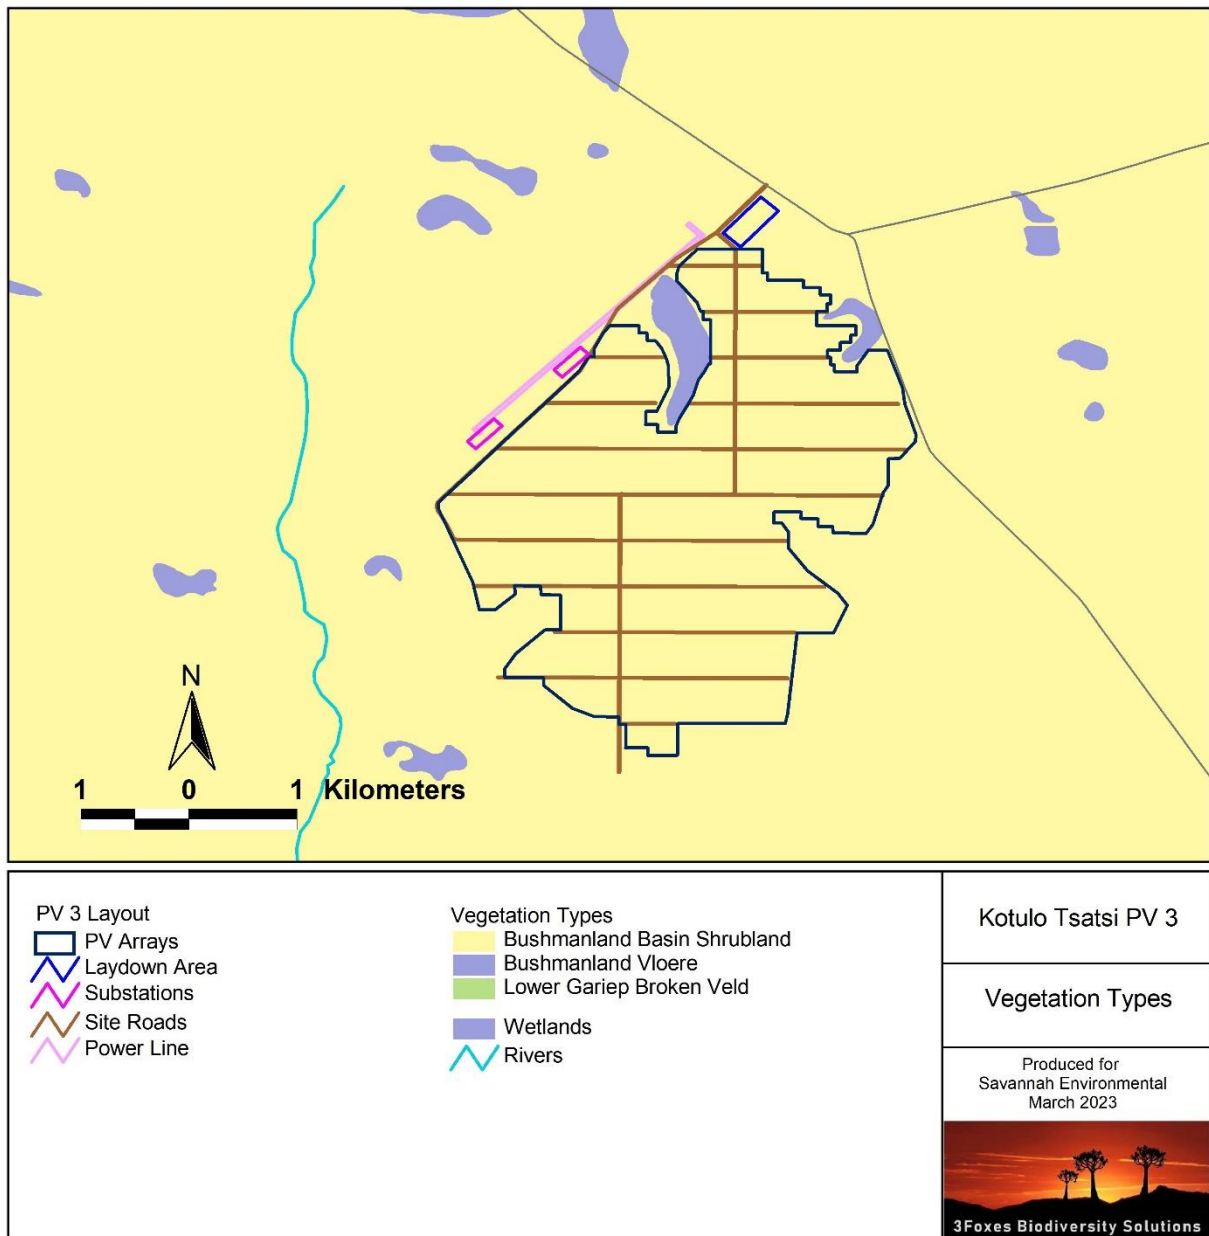 N
1 0 1 Kilometers
PV 3 Layout
PV Arrays
Laydown Area
Substations
Site Roads
Power Line
Vegetation Types
Bushmanland Basin Shrubland
Bushmanland Vloere
Lower Gariep Broken Veld
Wetlands
Rivers
Kotulo Tsatsi PV 3
Vegetation Types
Produced for
Savannah Environmental
March 2023
3Foxes Biodiversity Solutions